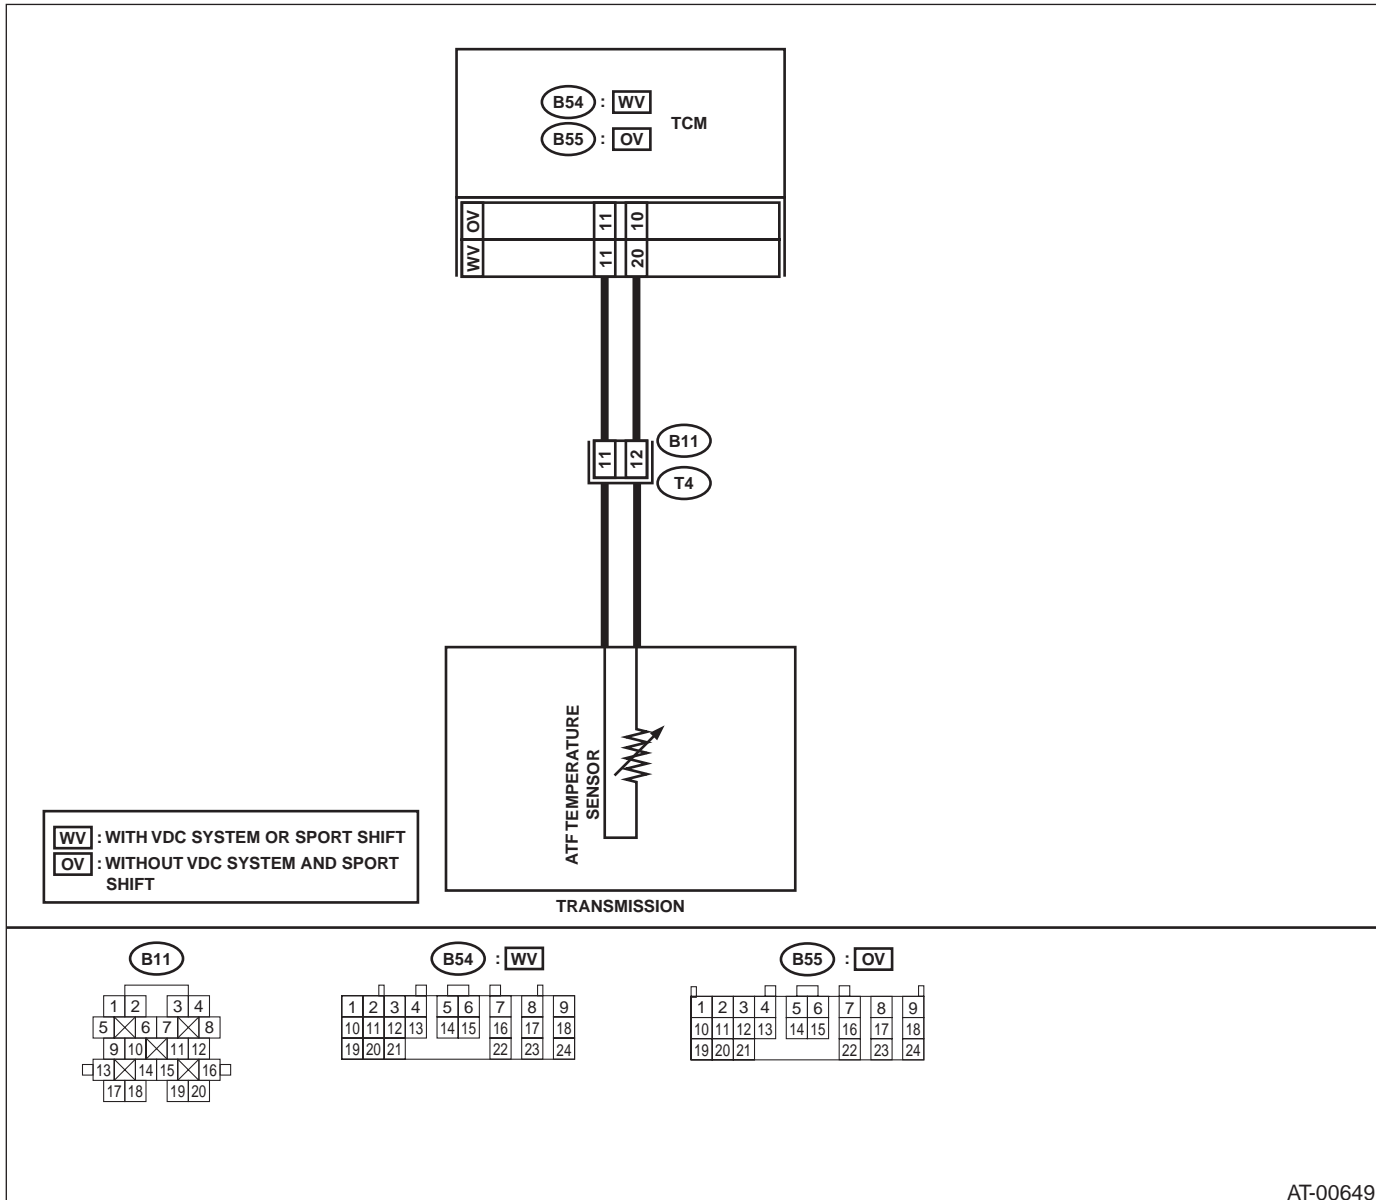 B54 : WV
B55 : OV
TCM
OV 11 10
WV 11 20
B11
11 12
T4
ATF TEMPERATURE
SENSOR
WV : WITH VDC SYSTEM OR SPORT SHIFT
OV : WITHOUT VDC SYSTEM AND SPORT
SHIFT
TRANSMISSION
B11
1 2 3 4
5 6 7 8
9 10 11 12
13 14 15 16
17 18 19 20
B54 : WV
1 2 3 4 5 6 7 8 9
10 11 12 13 14 15 16 17 18
19 20 21 22 23 24
B55 : OV
1 2 3 4 5 6 7 8 9
10 11 12 13 14 15 16 17 18
19 20 21 22 23 24
AT-00649